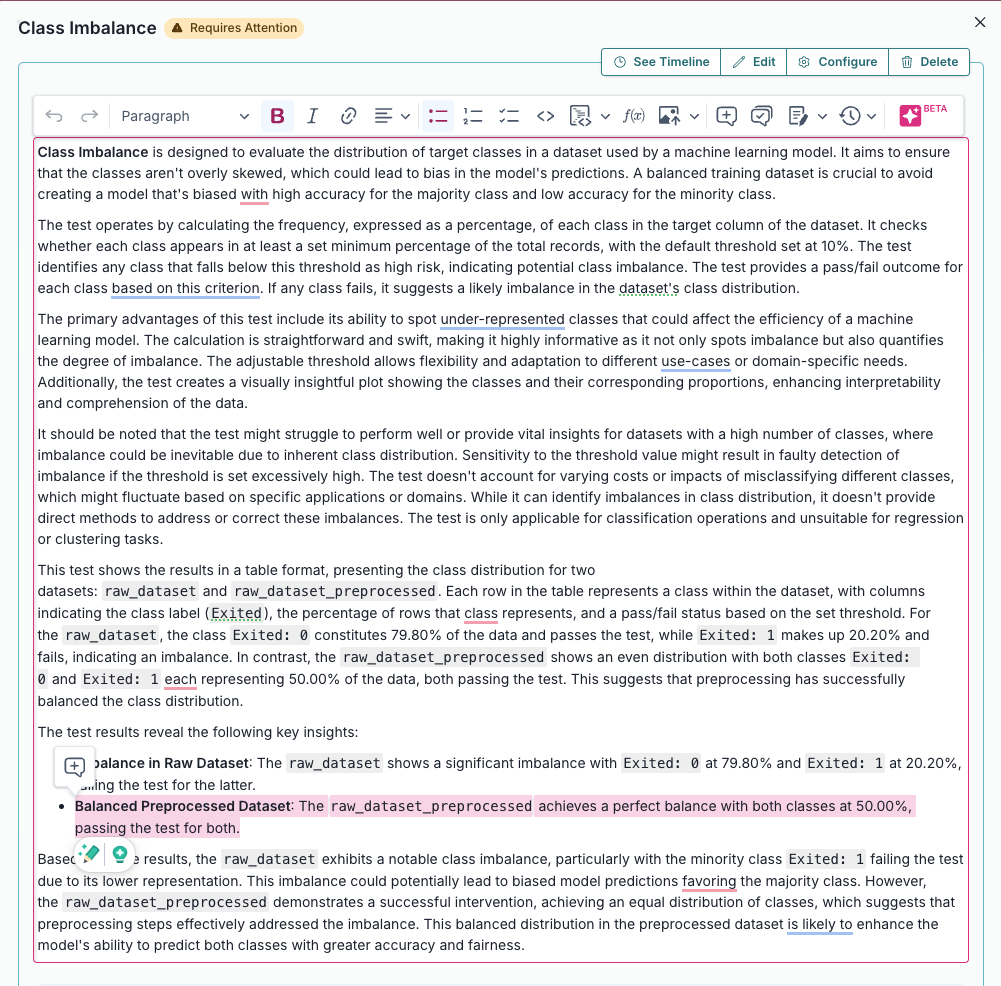 Class Imbalance Requires Attention
See Timeline Edit Configure Delete
Paragraph B I f(x) BETA
Class Imbalance is designed to evaluate the distribution of target classes in a dataset used by a machine learning model. It aims to ensure
that the classes aren't overly skewed, which could lead to bias in the model's predictions. A balanced training dataset is crucial to avoid
creating a model that's biased with high accuracy for the majority class and low accuracy for the minority class.
The test operates by calculating the frequency, expressed as a percentage, of each class in the target column of the dataset. It checks
whether each class appears in at least a set minimum percentage of the total records, with the default threshold set at 10%. The test
identifies any class that falls below this threshold as high risk, indicating potential class imbalance. The test provides a pass/fail outcome for
each class based on this criterion. If any class fails, it suggests a likely imbalance in the dataset's class distribution.
The primary advantages of this test include its ability to spot under-represented classes that could affect the efficiency of a machine
learning model. The calculation is straightforward and swift, making it highly informative as it not only spots imbalance but also quantifies
the degree of imbalance. The adjustable threshold allows flexibility and adaptation to different use-cases or domain-specific needs.
Additionally, the test creates a visually insightful plot showing the classes and their corresponding proportions, enhancing interpretability
and comprehension of the data.
It should be noted that the test might struggle to perform well or provide vital insights for datasets with a high number of classes, where
imbalance could be inevitable due to inherent class distribution. Sensitivity to the threshold value might result in faulty detection of
imbalance if the threshold is set excessively high. The test doesn't account for varying costs or impacts of misclassifying different classes,
which might fluctuate based on specific applications or domains. While it can identify imbalances in class distribution, it doesn't provide
direct methods to address or correct these imbalances. The test is only applicable for classification operations and unsuitable for regression
or clustering tasks.
This test shows the results in a table format, presenting the class distribution for two
datasets: raw_dataset and raw_dataset_preprocessed. Each row in the table represents a class within the dataset, with columns
indicating the class label (Exited), the percentage of rows that class represents, and a pass/fail status based on the set threshold. For
the raw_dataset, the class Exited: 0 constitutes 79.80% of the data and passes the test, while Exited: 1 makes up 20.20% and
fails, indicating an imbalance. In contrast, the raw_dataset_preprocessed shows an even distribution with both classes Exited:
0 and Exited: 1 each representing 50.00% of the data, both passing the test. This suggests that preprocessing has successfully
balanced the class distribution.
The test results reveal the following key insights:
balance in Raw Dataset: The raw_dataset shows a significant imbalance with Exited: 0 at 79.80% and Exited: 1 at 20.20%,
the test for the latter.
• Balanced Preprocessed Dataset: The raw_dataset_preprocessed achieves a perfect balance with both classes at 50.00%,
passing the test for both.
results, the raw_dataset exhibits a notable class imbalance, particularly with the minority class Exited: 1 failing the test
due to its lower representation. This imbalance could potentially lead to biased model predictions favoring the majority class. However,
the raw_dataset_preprocessed demonstrates a successful intervention, achieving an equal distribution of classes, which suggests that
preprocessing steps effectively addressed the imbalance. This balanced distribution in the preprocessed dataset is likely to enhance the
model's ability to predict both classes with greater accuracy and fairness.